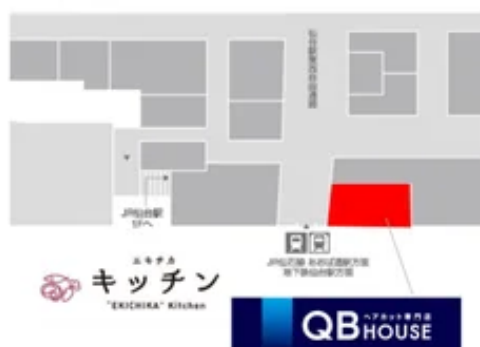 仙台駅東西自由通路
JR仙台駅
1Fへ
JR仙石線 あおば通駅方面
地下鉄仙台駅方面
エキチカ
キッチン
"EKICHIKA" Kitchen
ヘアカット専門店
QB HOUSE